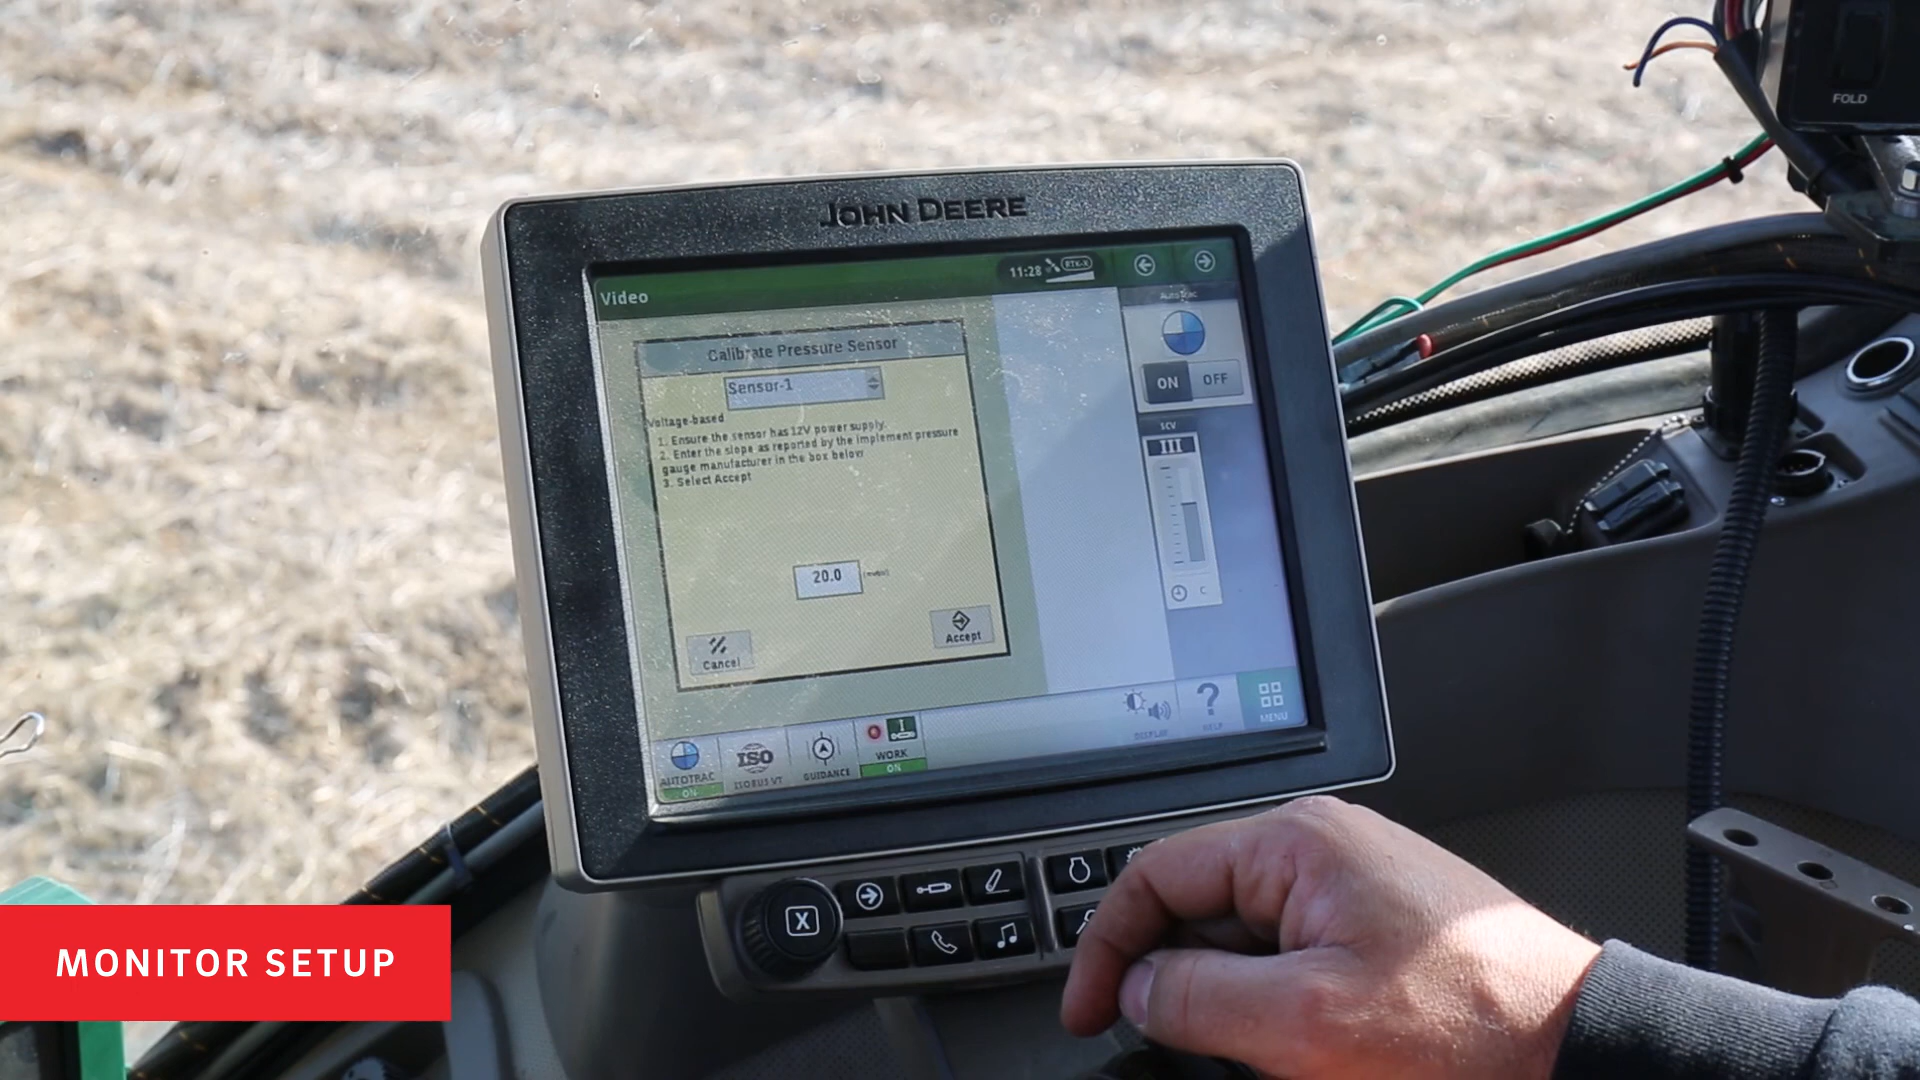 FOLD
JOHN DEERE
Video
11:28
RTK-X
AutoTrac
Calibrate Pressure Sensor
Sensor-1
ON
OFF
Voltage-based
1. Ensure the sensor has 12V power supply.
2. Enter the slope as reported by the implement pressure
gauge manufacturer in the box below
3. Select Accept
SCV
III
20.0
C
Cancel
Accept
AUTOTRAC
ON
ISO
ISOBUS VT
GUIDANCE
WORK
ON
DISPLAY
?
HELP
MENU
X
MONITOR SETUP